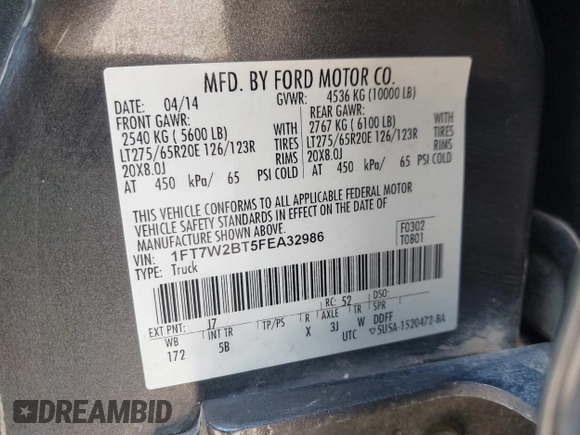 MFD. BY FORD MOTOR CO.
DATE: 04/14 GVWR: 4536 KG (10000 LB)
FRONT GAWR: REAR GAWR:
2540 KG ( 5600 LB) WITH 2767 KG ( 6100 LB) WITH
LT275/65R20E 126/123R TIRES LT275/65R20E 126/123R TIRES
20X8.0J RIMS 20X8.0J RIMS
AT 450 kPa/ 65 PSI COLD AT 450 kPa/ 65 PSI COLD
THIS VEHICLE CONFORMS TO ALL APPLICABLE FEDERAL MOTOR
VEHICLE SAFETY STANDARDS IN EFFECT ON THE DATE OF
MANUFACTURE SHOWN ABOVE.
VIN: 1FT7W2BT5FEA32986 F0302
TYPE: Truck T0801
RC: 52 DSO:
EXT PNT: J7 AXLE TR SPR
WB INT TR TP/PS R
172 5B X 3J W DDFF
UTC ▽5U5A-1520472-BA
DREAMBID